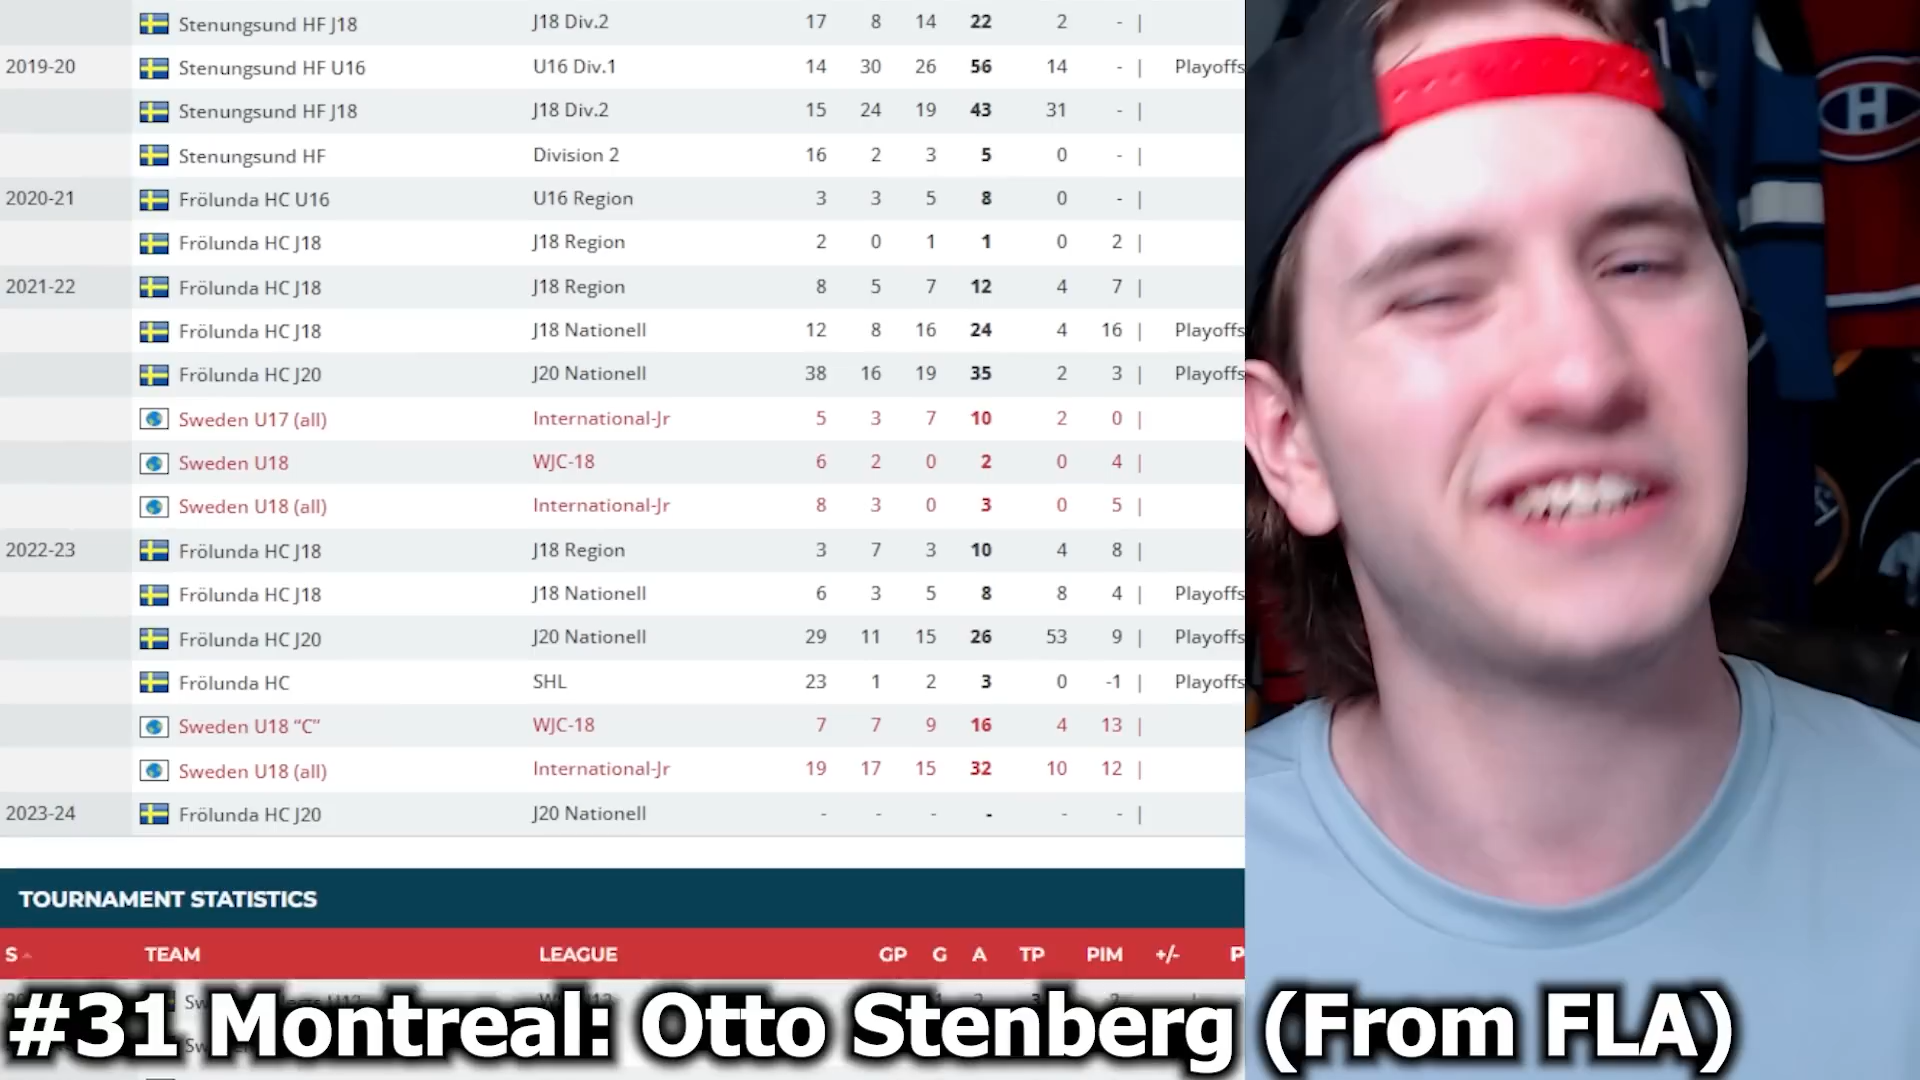 Stenungsund HF J18 J18 Div.2 17 8 14 22 2 - |
2019-20 Stenungsund HF U16 U16 Div.1 14 30 26 56 14 - | Playoffs
Stenungsund HF J18 J18 Div.2 15 24 19 43 31 - |
Stenungsund HF Division 2 16 2 3 5 0 - |
2020-21 Frölunda HC U16 U16 Region 3 3 5 8 0 - |
Frölunda HC J18 J18 Region 2 0 1 1 0 2 |
2021-22 Frölunda HC J18 J18 Region 8 5 7 12 4 7 |
Frölunda HC J18 J18 Nationell 12 8 16 24 4 16 | Playoffs
Frölunda HC J20 J20 Nationell 38 16 19 35 2 3 | Playoffs
Sweden U17 (all) International-Jr 5 3 7 10 2 0 |
Sweden U18 WJC-18 6 2 0 2 0 4 |
Sweden U18 (all) International-Jr 8 3 0 3 0 5 |
2022-23 Frölunda HC J18 J18 Region 3 7 3 10 4 8 |
Frölunda HC J18 J18 Nationell 6 3 5 8 8 4 | Playoffs
Frölunda HC J20 J20 Nationell 29 11 15 26 53 9 | Playoffs
Frölunda HC SHL 23 1 2 3 0 -1 | Playoffs
Sweden U18 “C” WJC-18 7 7 9 16 4 13 |
Sweden U18 (all) International-Jr 19 17 15 32 10 12 |
2023-24 Frölunda HC J20 J20 Nationell - - - - - - |
TOURNAMENT STATISTICS
S TEAM LEAGUE GP G A TP PIM +/- P
#31 Montreal: Otto Stenberg (From FLA)
H